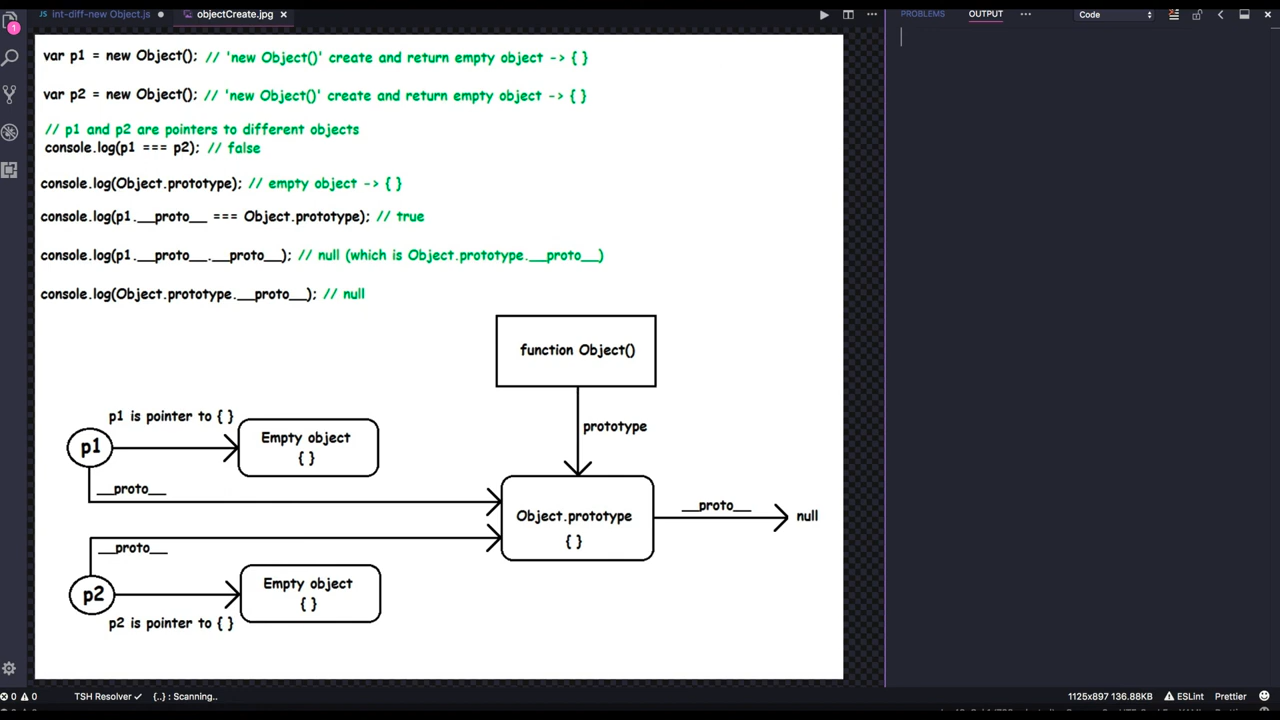 int-diff-new Object.js
objectCreate.jpg
PROBLEMS
OUTPUT
Code
1
var p1 = new Object(); // 'new Object()' create and return empty object -> { }
var p2 = new Object(); // 'new Object()' create and return empty object -> { }
// p1 and p2 are pointers to different objects
console.log(p1 === p2); // false
console.log(Object.prototype); // empty object -> { }
console.log(p1.__proto__ === Object.prototype); // true
console.log(p1.__proto__.__proto__); // null (which is Object.prototype.__proto__)
console.log(Object.prototype.__proto__); // null
function Object()
prototype
p1 is pointer to { }
p1
Empty object
{ }
__proto__
Object.prototype
{ }
__proto__
null
__proto__
p2
Empty object
{ }
p2 is pointer to { }
0 0 TSH Resolver {..} : Scanning.. 1125x897 136.88KB ESLint Prettier